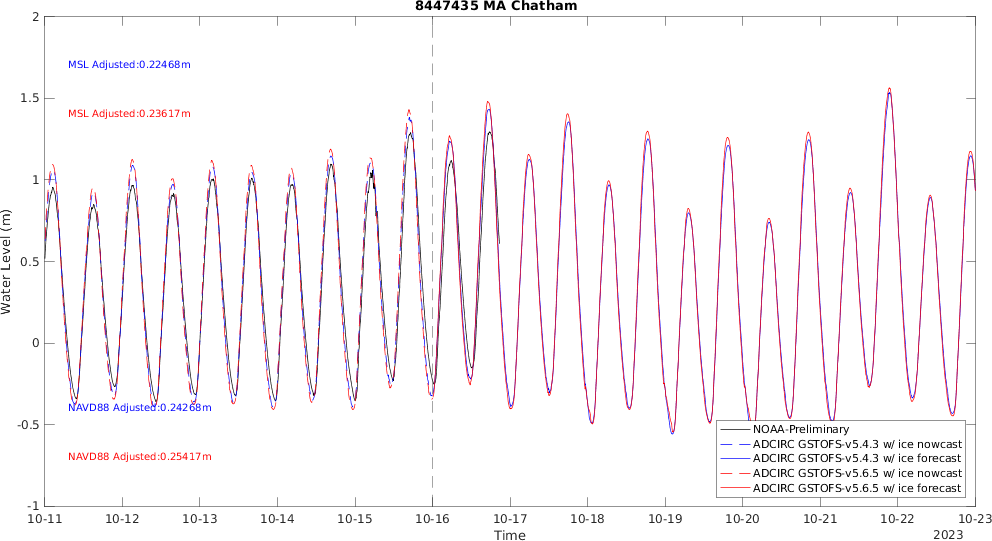 8447435 MA Chatham
2
1.5
1
0.5
0
-0.5
-1
Water Level (m)
MSL Adjusted:0.22468m
MSL Adjusted:0.23617m
NAVD88 Adjusted:0.24268m
NAVD88 Adjusted:0.25417m
NOAA-Preliminary
ADCIRC GSTOFS-v5.4.3 w/ ice nowcast
ADCIRC GSTOFS-v5.4.3 w/ ice forecast
ADCIRC GSTOFS-v5.6.5 w/ ice nowcast
ADCIRC GSTOFS-v5.6.5 w/ ice forecast
10-11 10-12 10-13 10-14 10-15 10-16 10-17 10-18 10-19 10-20 10-21 10-22 10-23
Time
2023